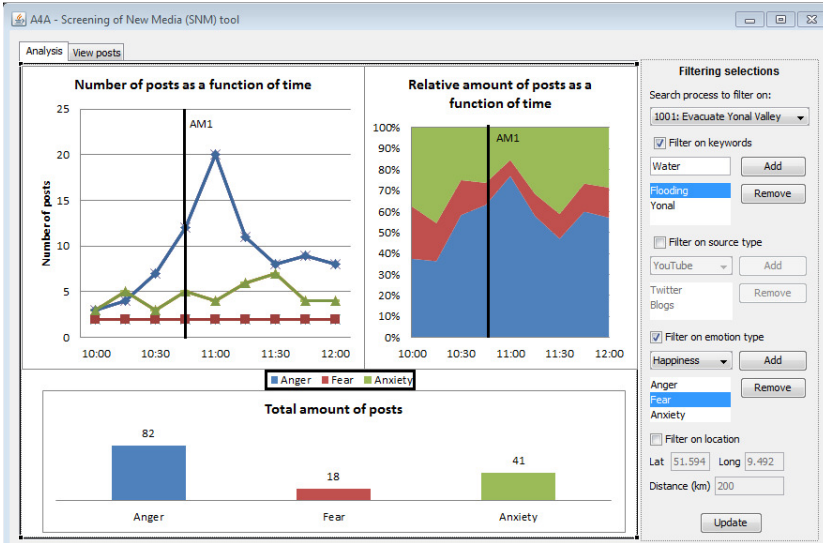 A4A - Screening of New Media (SNM) tool
Analysis
View posts
Number of posts as a function of time
Number of posts
25
20
15
10
5
0
AM1
10:00 10:30 11:00 11:30 12:00
Relative amount of posts as a
function of time
100%
90%
80%
70%
60%
50%
40%
30%
20%
10%
0%
AM1
10:00 10:30 11:00 11:30 12:00
Anger Fear Anxiety
Total amount of posts
82
18
41
Anger Fear Anxiety
Filtering selections
Search process to filter on:
1001: Evacuate Yonal Valley
Filter on keywords
Water Add
Flooding Remove
Yonal
Filter on source type
YouTube Add
Twitter Remove
Blogs
Filter on emotion type
Happiness Add
Anger Remove
Fear
Anxiety
Filter on location
Lat 51.594 Long 9.492
Distance (km) 200
Update